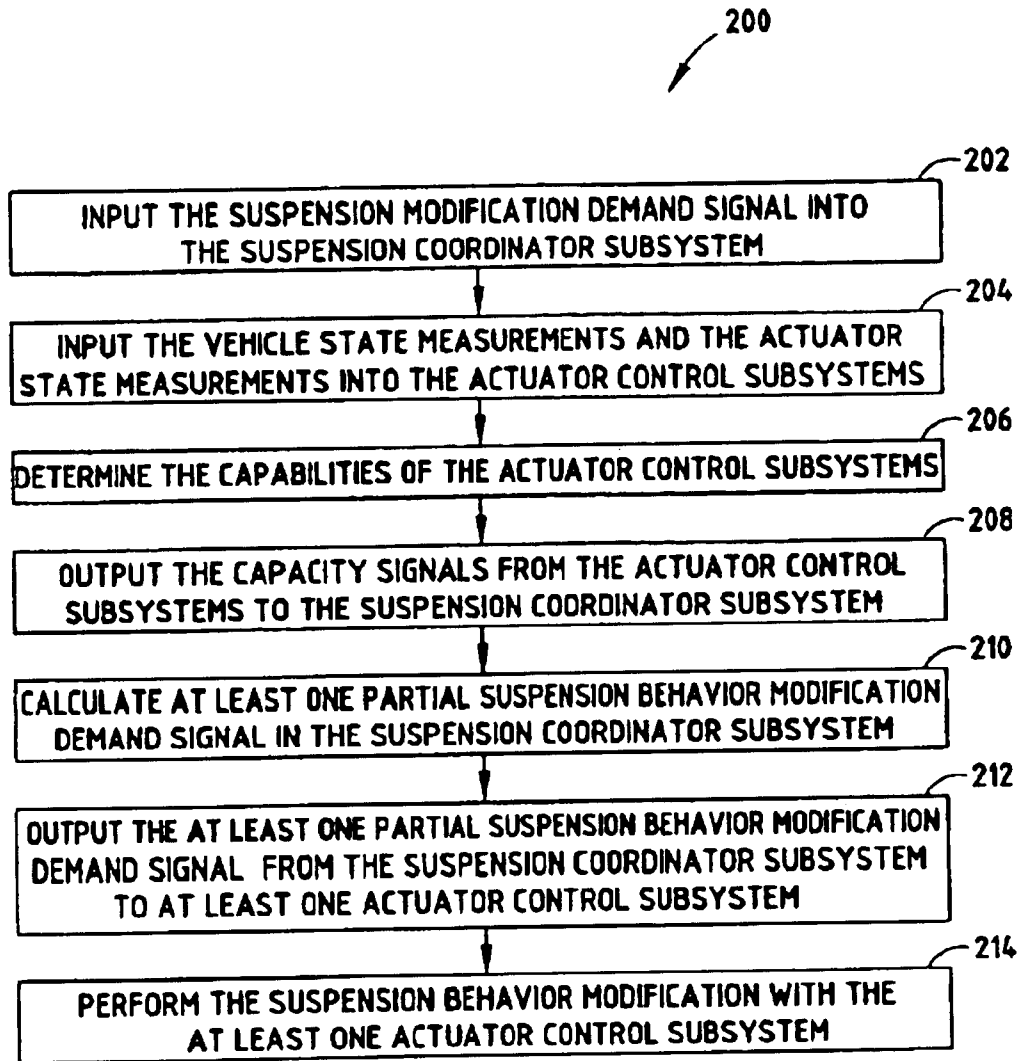 200
202
INPUT THE SUSPENSION MODIFICATION DEMAND SIGNAL INTO
THE SUSPENSION COORDINATOR SUBSYSTEM
204
INPUT THE VEHICLE STATE MEASUREMENTS AND THE ACTUATOR
STATE MEASUREMENTS INTO THE ACTUATOR CONTROL SUBSYSTEMS
206
DETERMINE THE CAPABILITIES OF THE ACTUATOR CONTROL SUBSYSTEMS
208
OUTPUT THE CAPACITY SIGNALS FROM THE ACTUATOR CONTROL
SUBSYSTEMS TO THE SUSPENSION COORDINATOR SUBSYSTEM
210
CALCULATE AT LEAST ONE PARTIAL SUSPENSION BEHAVIOR MODIFICATION
DEMAND SIGNAL IN THE SUSPENSION COORDINATOR SUBSYSTEM
212
OUTPUT THE AT LEAST ONE PARTIAL SUSPENSION BEHAVIOR MODIFICATION
DEMAND SIGNAL FROM THE SUSPENSION COORDINATOR SUBSYSTEM
TO AT LEAST ONE ACTUATOR CONTROL SUBSYSTEM
214
PERFORM THE SUSPENSION BEHAVIOR MODIFICATION WITH THE
AT LEAST ONE ACTUATOR CONTROL SUBSYSTEM